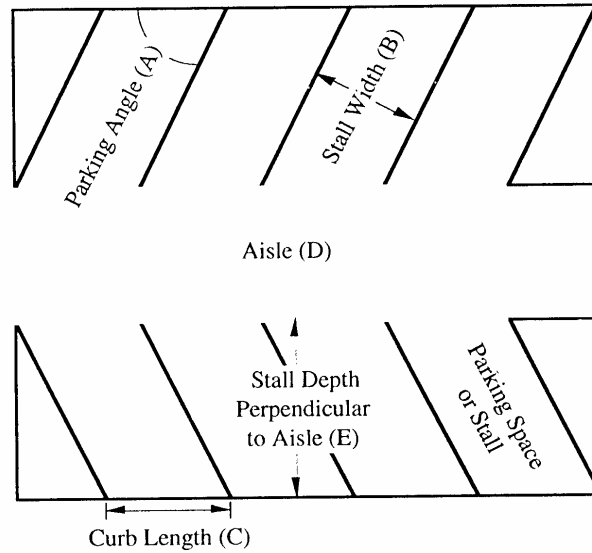 Parking Angle (A)
Stall Width (B)
Aisle (D)
Stall Depth
Perpendicular
to Aisle (E)
Parking Space
or Stall
Curb Length (C)